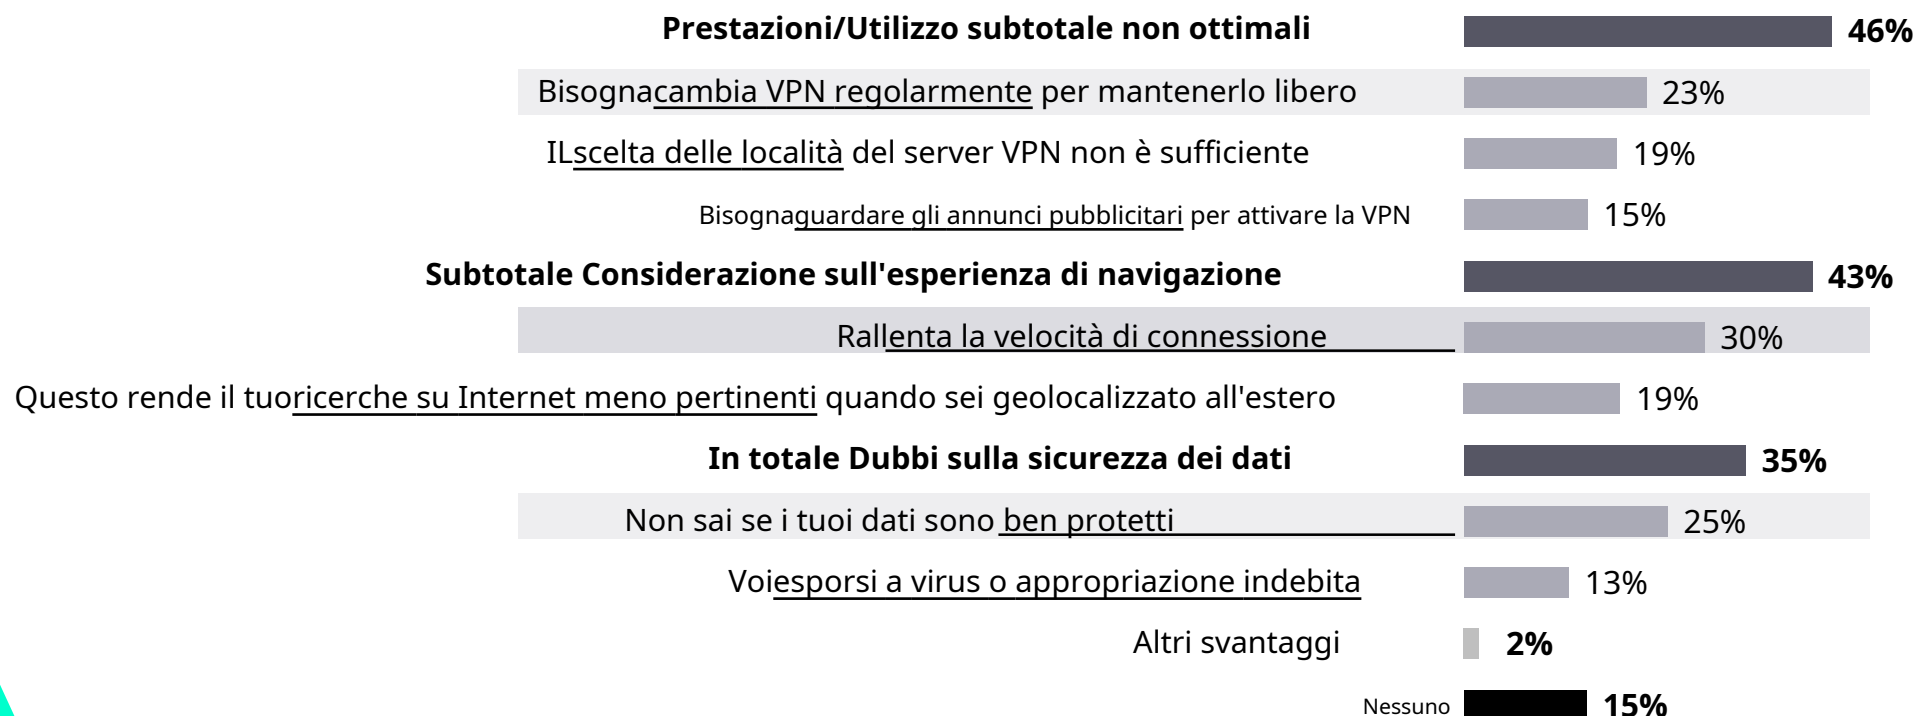 Prestazioni/Utilizzo subtotale non ottimali 46%
Bisognacambia VPN regolarmente per mantenerlo libero 23%
ILscelta delle località del server VPN non è sufficiente 19%
Bisognaguardare gli annunci pubblicitari per attivare la VPN 15%
Subtotale Considerazione sull'esperienza di navigazione 43%
Rallenta la velocità di connessione 30%
Questo rende il tuoricerche su Internet meno pertinenti quando sei geolocalizzato all'estero 19%
In totale Dubbi sulla sicurezza dei dati 35%
Non sai se i tuoi dati sono ben protetti 25%
Voiesporsi a virus o appropriazione indebita 13%
Altri svantaggi 2%
Nessuno 15%